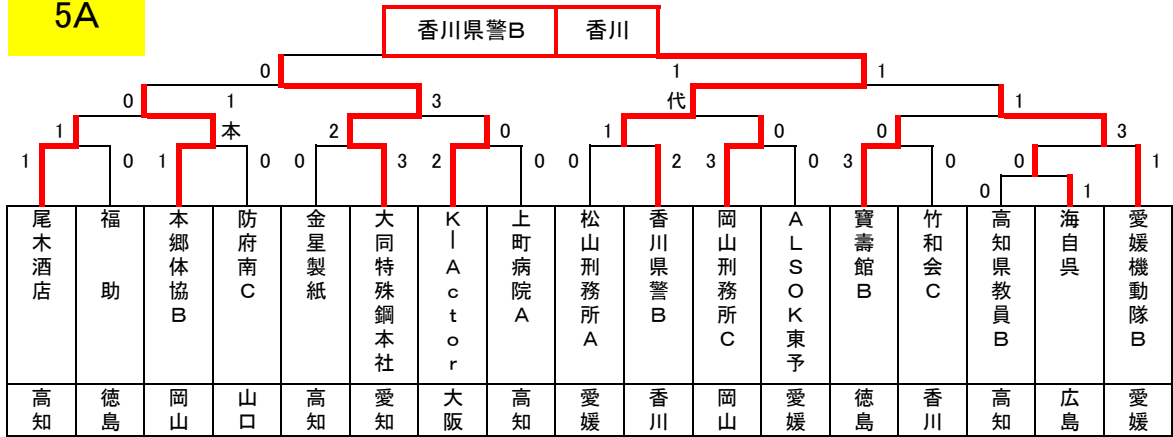 5A
香川県警B 香川
0 1 1
0 1 3 代 1
1 本 2 0 1 0 0 3
1 0 1 0 0 3 2 0 0 2 3 0 3 0 0 1
0 1
尾木酒店
福助
本郷体協B
防府南C
金星製紙
大同特殊鋼本社
K|Actor
上町病院A
松山刑務所A
香川県警B
岡山刑務所C
ALSOK東予
寶壽館B
竹和会C
高知県教員B
海自呉
愛媛機動隊B
高知 徳島 岡山 山口 高知 愛知 大阪 高知 愛媛 香川 岡山 愛媛 徳島 香川 高知 広島 愛媛